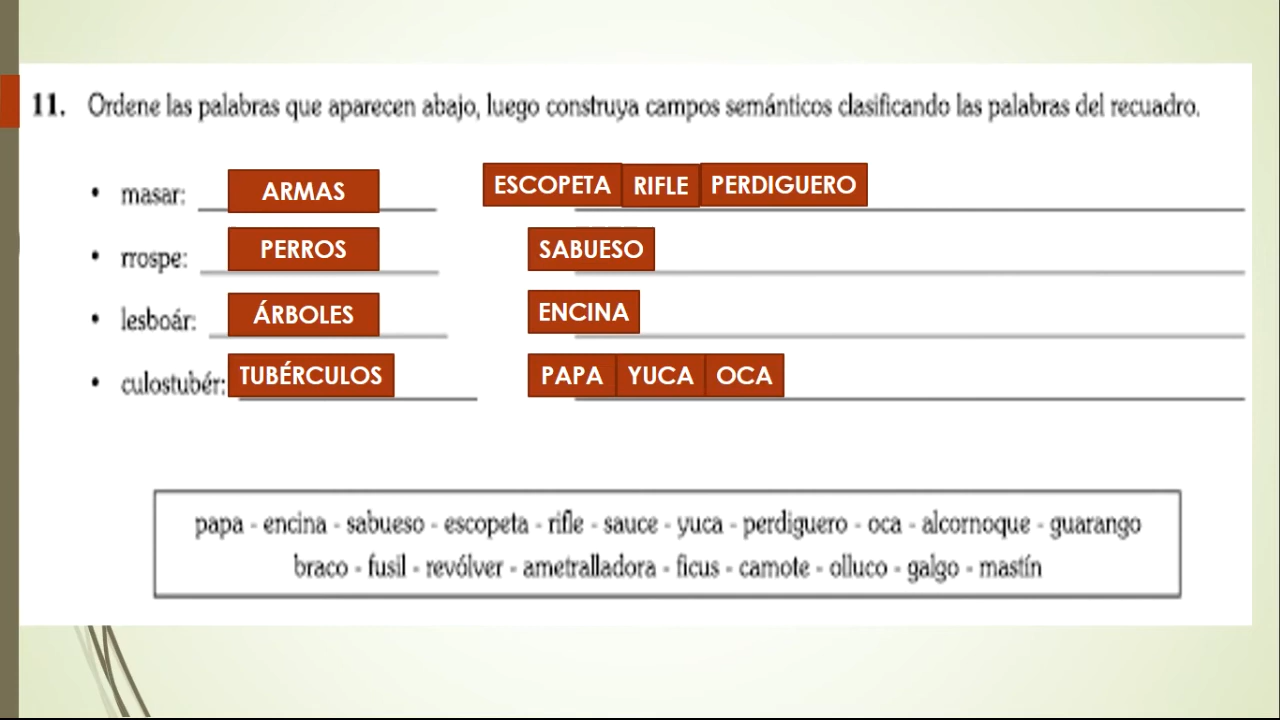 11. Ordene las palabras que aparecen abajo, luego construya campos semánticos clasificando las palabras del recuadro.
• masar: ARMAS ESCOPETA RIFLE PERDIGUERO
• rrospe: PERROS SABUESO
• lesboár: ÁRBOLES ENCINA
• culostubér: TUBÉRCULOS PAPA YUCA OCA
papa - encina - sabueso - escopeta - rifle - sauce - yuca - perdiguero - oca - alcornoque - guarango
braco - fusil - revólver - ametralladora - ficus - camote - olluco - galgo - mastín